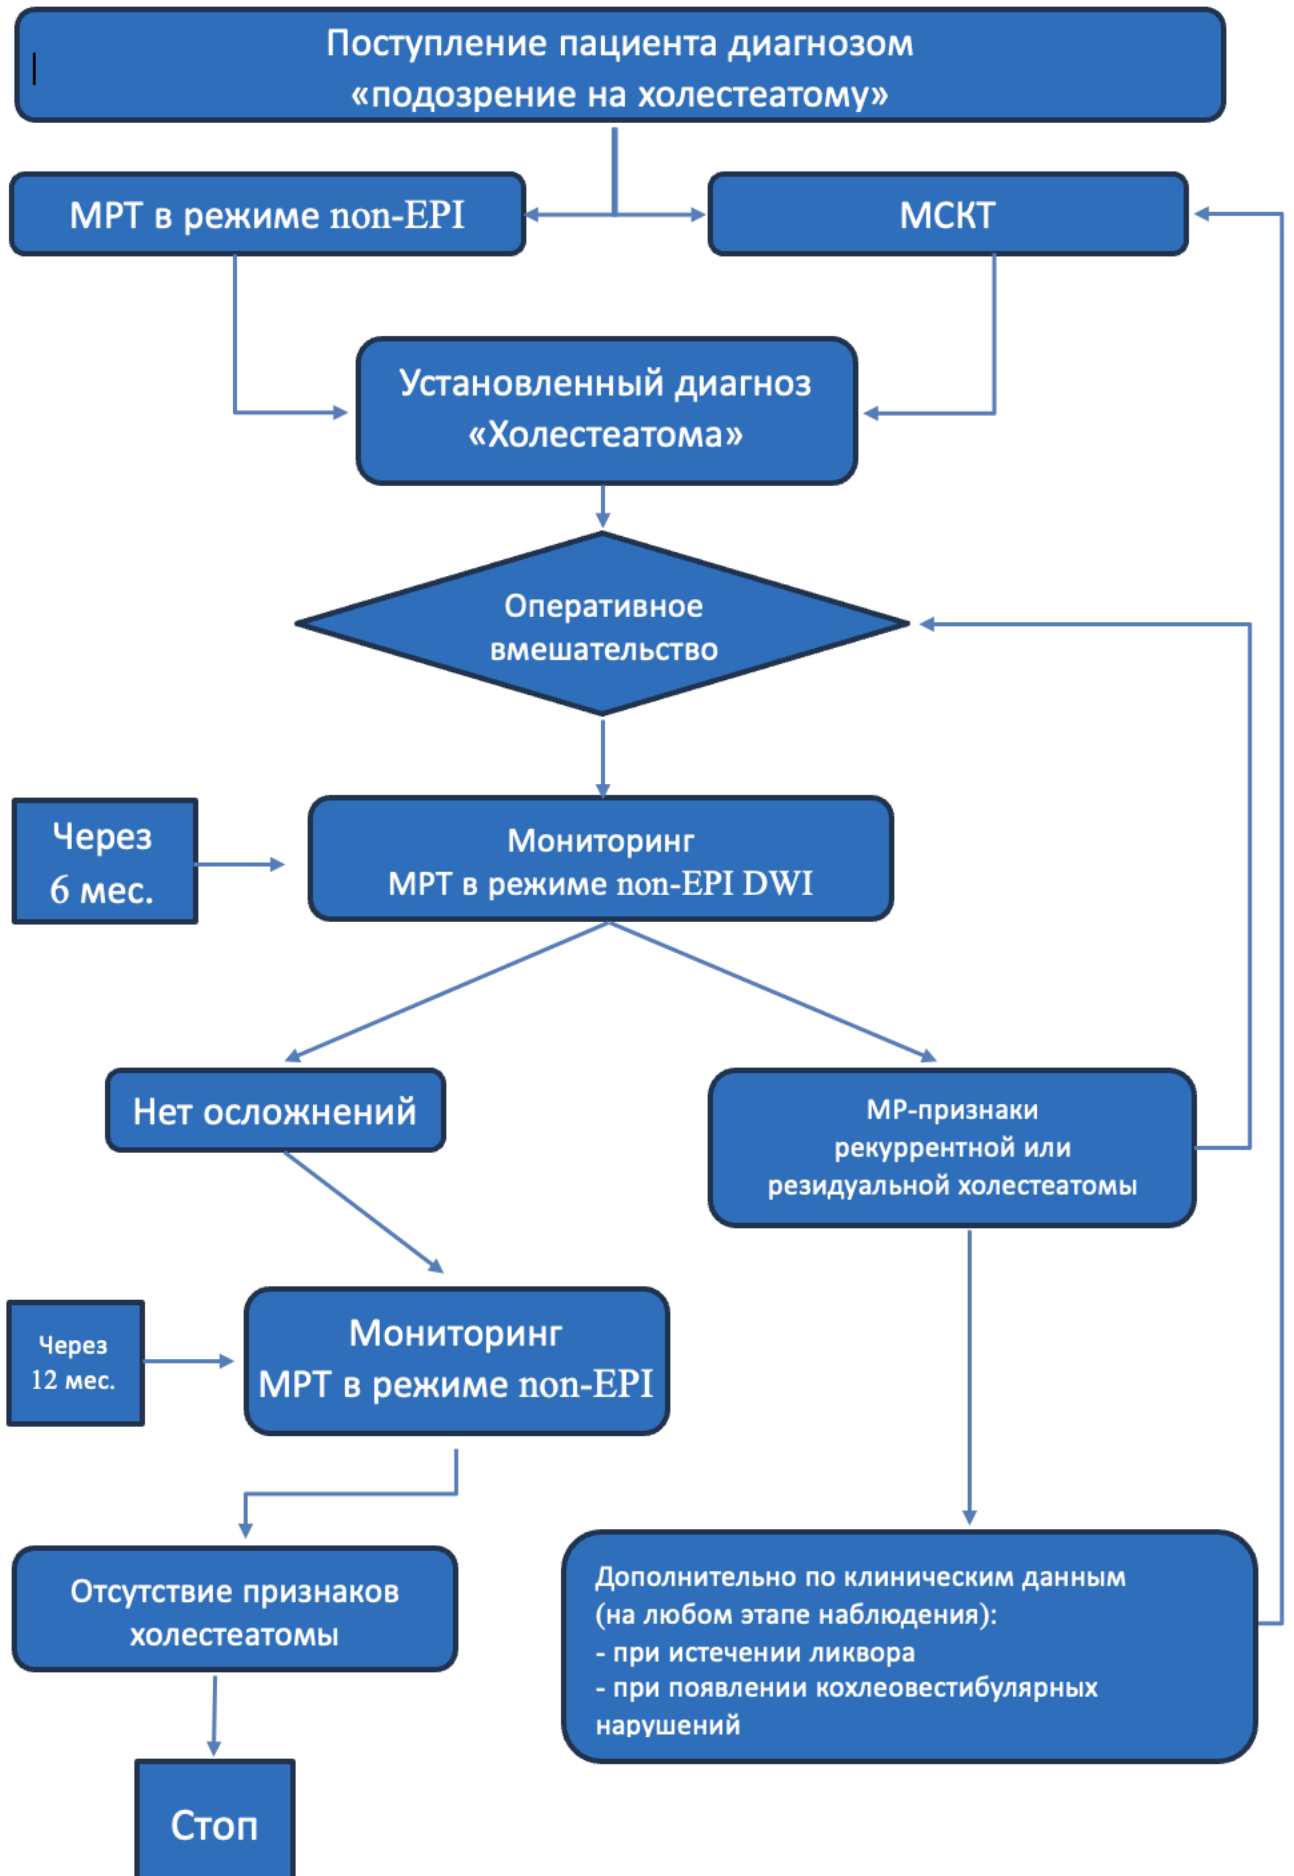 Поступление пациента диагнозом
«подозрение на холестеатому»
МРТ в режиме non-EPI
МСКТ
Установленный диагноз
«Холестеатома»
Оперативное
вмешательство
Через
6 мес.
Мониторинг
МРТ в режиме non-EPI DWI
Нет осложнений
МР-признаки
рекуррентной или
резидуальной холестеатомы
Через
12 мес.
Мониторинг
МРТ в режиме non-EPI
Отсутствие признаков
холестеатомы
Дополнительно по клиническим данным
(на любом этапе наблюдения):
- при истечении ликвора
- при появлении кохлеовестибулярных
нарушений
Стоп